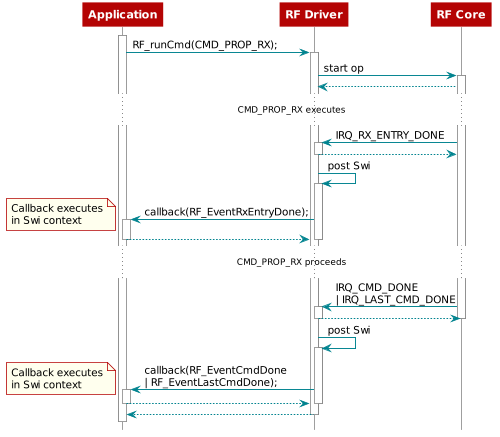 Application
RF Driver
RF Core
RF_runCmd(CMD_PROP_RX);
start op
CMD_PROP_RX executes
IRQ_RX_ENTRY_DONE
post Swi
callback(RF_EventRxEntryDone);
Callback executes
in Swi context
CMD_PROP_RX proceeds
IRQ_CMD_DONE
| IRQ_LAST_CMD_DONE
post Swi
callback(RF_EventCmdDone
| RF_EventLastCmdDone);
Callback executes
in Swi context